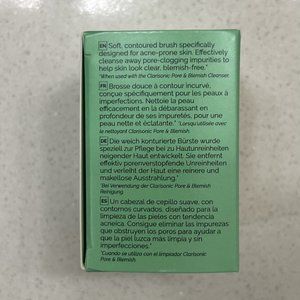 EN Soft, contoured brush specifically
designed for acne-prone skin. Effectively
cleanse away pore-clogging impurities
to help skin look clear, blemish-free.*
*When used with the Clarisonic Pore & Blemish Cleanser.
FR Brosse douce à contour incurvé,
conçue spécifiquement pour les peaux à
imperfections. Nettoie la peau
efficacement en la débarassant en
profondeur de ses impuretés, pour une
peau nette et éclatante.* *Lorsqu'utilisée avec
le nettoyant Clarisonic Pore & Blemish.
DE Die weich konturierte Bürste wurde
speziell zur Pflege bei zu Hautunreinheiten
neigender Haut entwickelt. Sie entfernt
effektiv porenverstopfende Unreinheiten
und verleiht der Haut eine reinere und
makellose Ausstrahlung.*
*Bei Verwendung der Clarisonic Pore & Blemish
Reinigung.
ES Un cabezal de cepillo suave, con
contornos curvados, diseñado para la
limpieza de las pieles con tendencia
acneica. Consigue eliminar las impurezas
que obstruyen los poros para ayudar a
que la piel luzca más limpia y sin
imperfecciones.*
*Cuando se utiliza con el limpiador Clarisonic
Pore & Blemish.